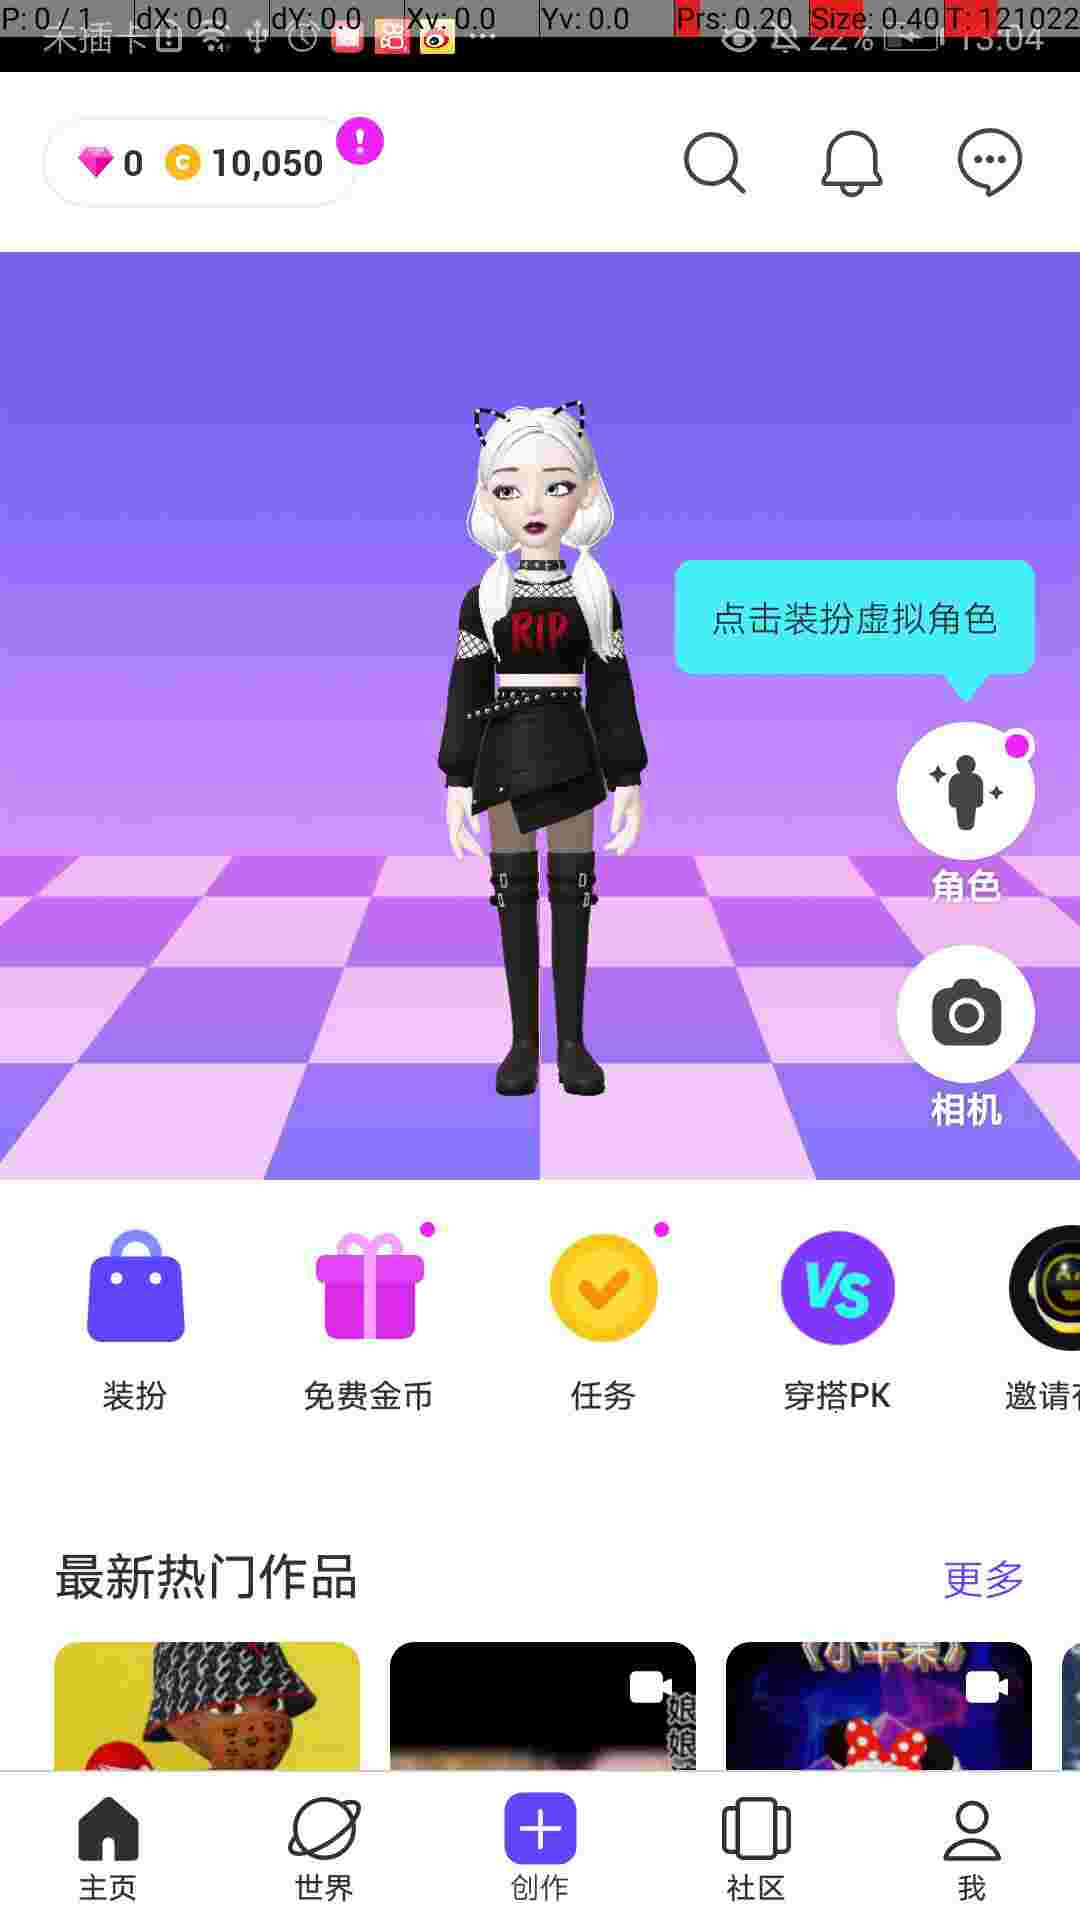 P: 0 / 1 dX: 0.0 dY: 0.0 Xv: 0.0 Yv: 0.0 Prs: 0.20 Size: 0.40 T: 121022
未插卡 22% 13:04
0 10,050
RIP
点击装扮虚拟角色
角色
相机
VS
装扮 免费金币 任务 穿搭PK 邀请
最新热门作品 更多
《小苹果》
娘
娘
主页 世界 创作 社区 我